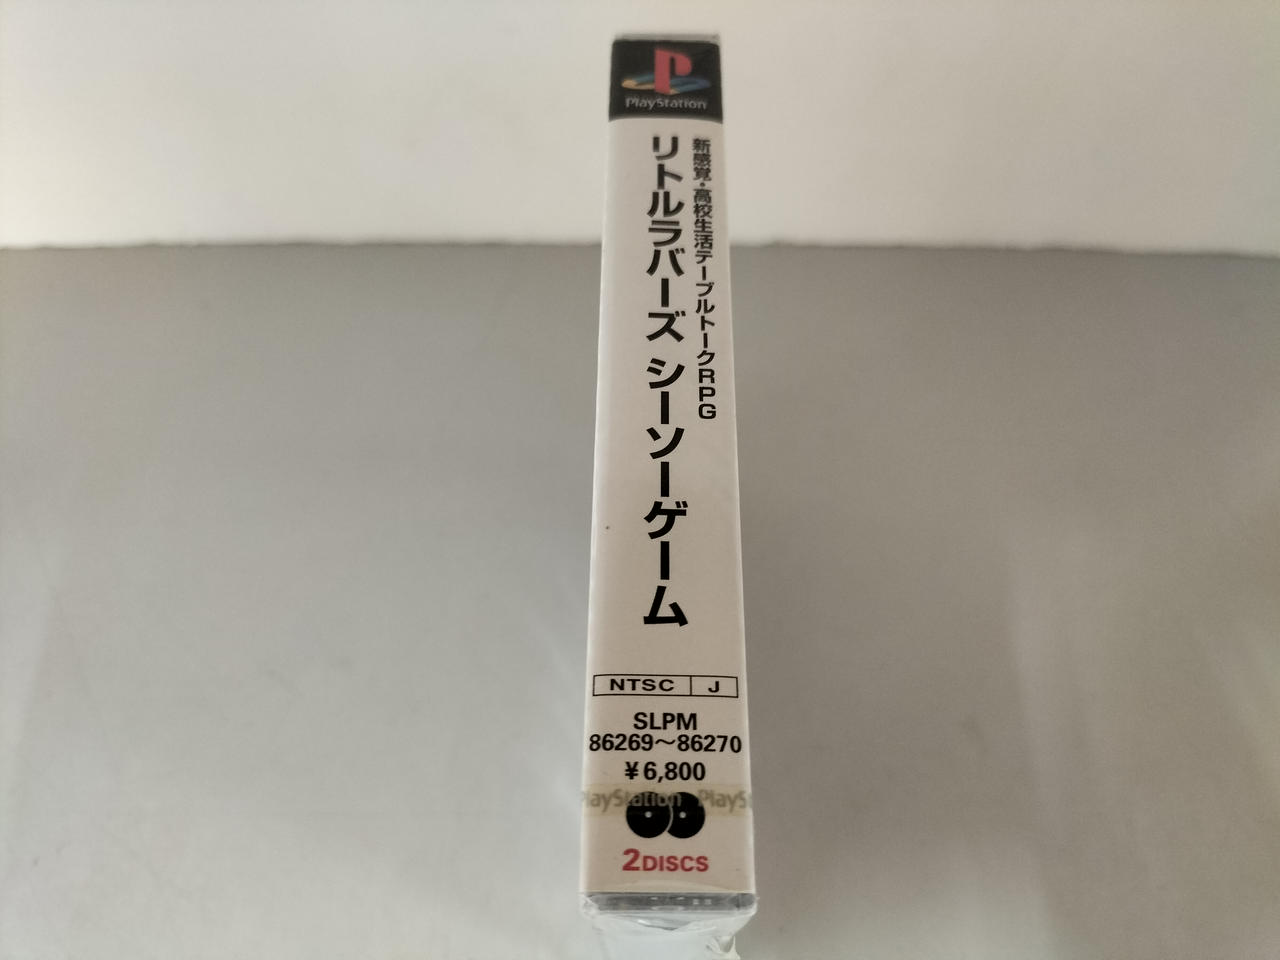 PlayStation
新感覚・高校生活テーブルトークRPG
リトルラバーズ シーソーゲーム
NTSC J
SLPM
86269～86270
¥6,800
PlayStation PlayS
2DISCS